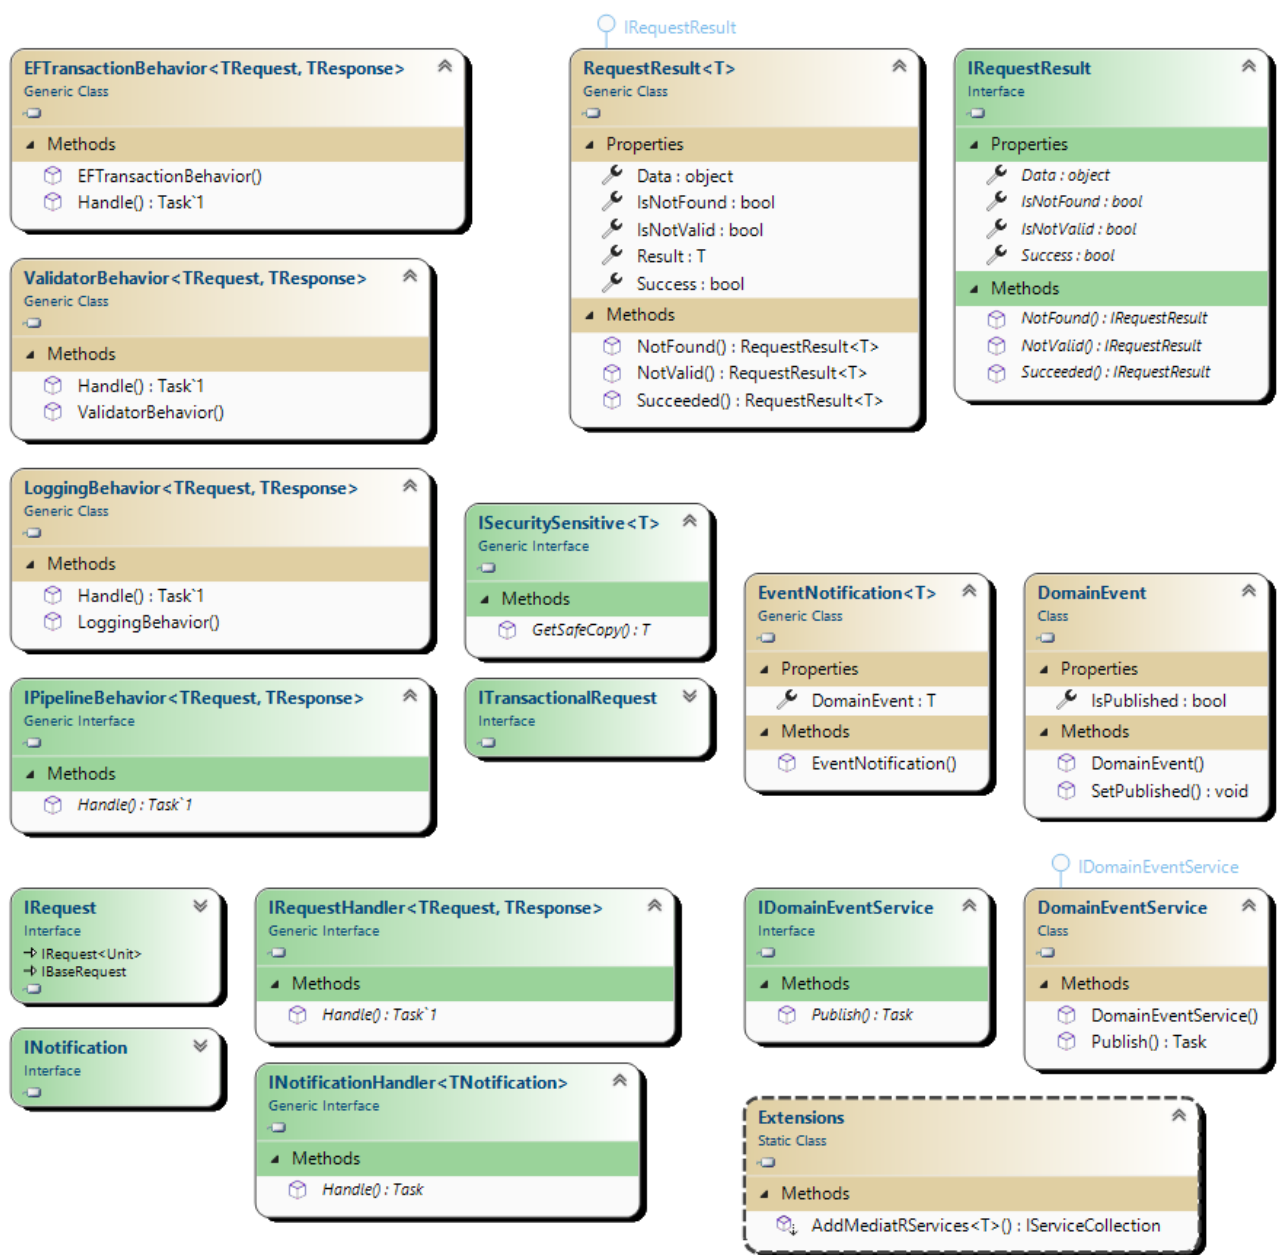 EFTransactionBehavior<TRequest, TResponse>
Generic Class
Methods
EFTransactionBehavior()
Handle() : Task`1
ValidatorBehavior<TRequest, TResponse>
Generic Class
Methods
Handle() : Task`1
ValidatorBehavior()
LoggingBehavior<TRequest, TResponse>
Generic Class
Methods
Handle() : Task`1
LoggingBehavior()
IPipelineBehavior<TRequest, TResponse>
Generic Interface
Methods
Handle() : Task`1
IRequestResult
RequestResult<T>
Generic Class
Properties
Data : object
IsNotFound : bool
IsNotValid : bool
Result : T
Success : bool
Methods
NotFound() : RequestResult<T>
NotValid() : RequestResult<T>
Succeeded() : RequestResult<T>
IRequestResult
Interface
Properties
Data : object
IsNotFound : bool
IsNotValid : bool
Success : bool
Methods
NotFound() : IRequestResult
NotValid() : IRequestResult
Succeeded() : IRequestResult
ISecuritySensitive<T>
Generic Interface
Methods
GetSafeCopy() : T
ITransactionalRequest
Interface
EventNotification<T>
Generic Class
Properties
DomainEvent : T
Methods
EventNotification()
DomainEvent
Class
Properties
IsPublished : bool
Methods
DomainEvent()
SetPublished() : void
IRequest
Interface
IRequest<Unit>
IBaseRequest
INotification
Interface
IRequestHandler<TRequest, TResponse>
Generic Interface
Methods
Handle() : Task`1
INotificationHandler<TNotification>
Generic Interface
Methods
Handle() : Task
IDomainEventService
Interface
Methods
Publish() : Task
IDomainEventService
DomainEventService
Class
Methods
DomainEventService()
Publish() : Task
Extensions
Static Class
Methods
AddMediatRServices<T>() : IServiceCollection